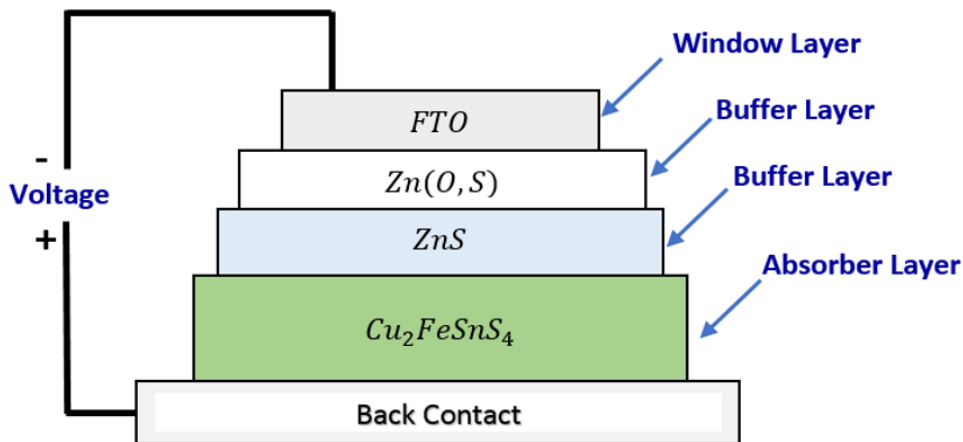 Window Layer
FTO
Buffer Layer
Zn(O, S)
-
Voltage
+
Buffer Layer
ZnS
Absorber Layer
Cu₂FeSnS₄
Back Contact